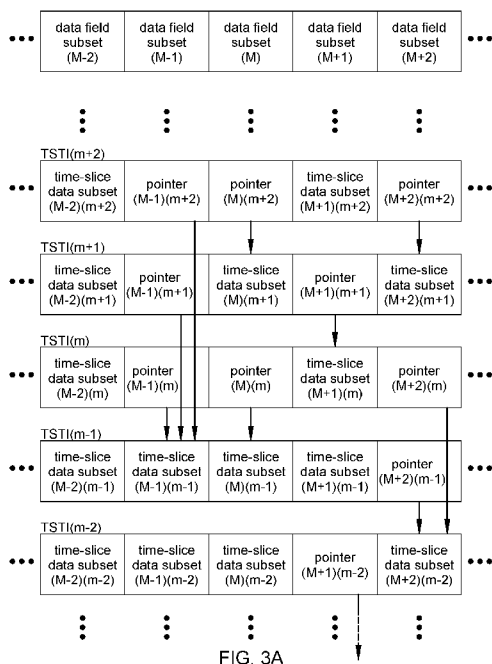 data field data field data field data field data field
subset subset subset subset subset
(M-2) (M-1) (M) (M+1) (M+2)
TSTI(m+2)
time-slice pointer pointer time-slice pointer
data subset (M-1)(m+2) (M)(m+2) data subset (M+2)(m+2)
(M-2)(m+2) (M+1)(m+2)
TSTI(m+1)
time-slice pointer time-slice pointer time-slice
data subset (M-1)(m+1) data subset (M+1)(m+1) data subset
(M-2)(m+1) (M)(m+1) (M+2)(m+1)
TSTI(m)
time-slice pointer pointer time-slice pointer
data subset (M-1)(m) (M)(m) data subset (M+2)(m)
(M-2)(m) (M+1)(m)
TSTI(m-1)
time-slice time-slice time-slice time-slice pointer
data subset data subset data subset data subset (M+2)(m-1)
(M-2)(m-1) (M-1)(m-1) (M)(m-1) (M+1)(m-1)
TSTI(m-2)
time-slice time-slice time-slice pointer time-slice
data subset data subset data subset (M+1)(m-2) data subset
(M-2)(m-2) (M-1)(m-2) (M)(m-2) (M+2)(m-2)
FIG. 3A